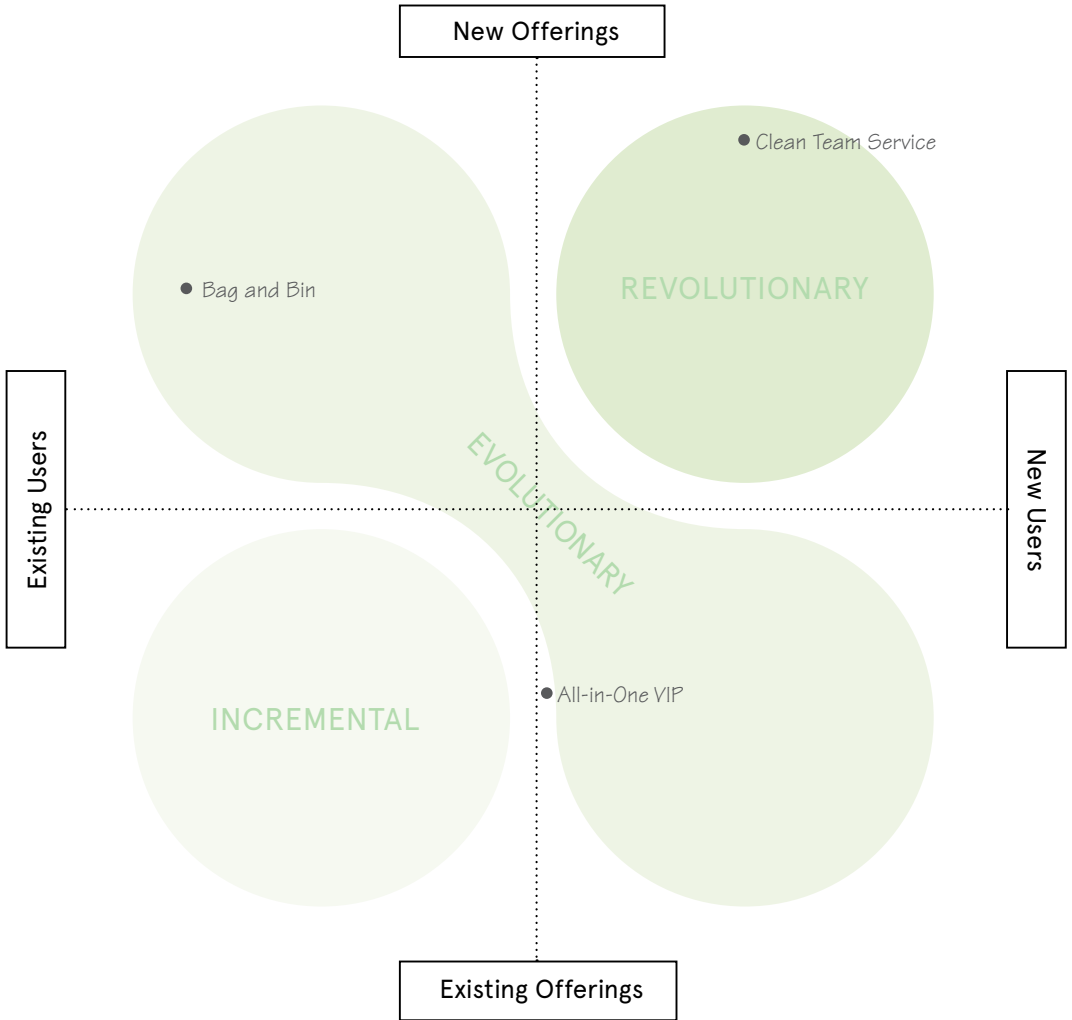 New Offerings
Clean Team Service
REVOLUTIONARY
Bag and Bin
Existing Users
EVOLUTIONARY
New Users
All-in-One VIP
INCREMENTAL
Existing Offerings